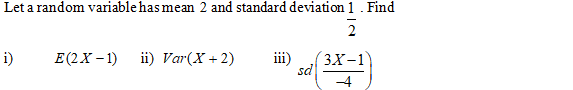 Let a random variable has mean 2 and standard deviation 1/2 . Find
i) E(2X − 1) ii) Var(X + 2) iii) sd((3X − 1)/−4)